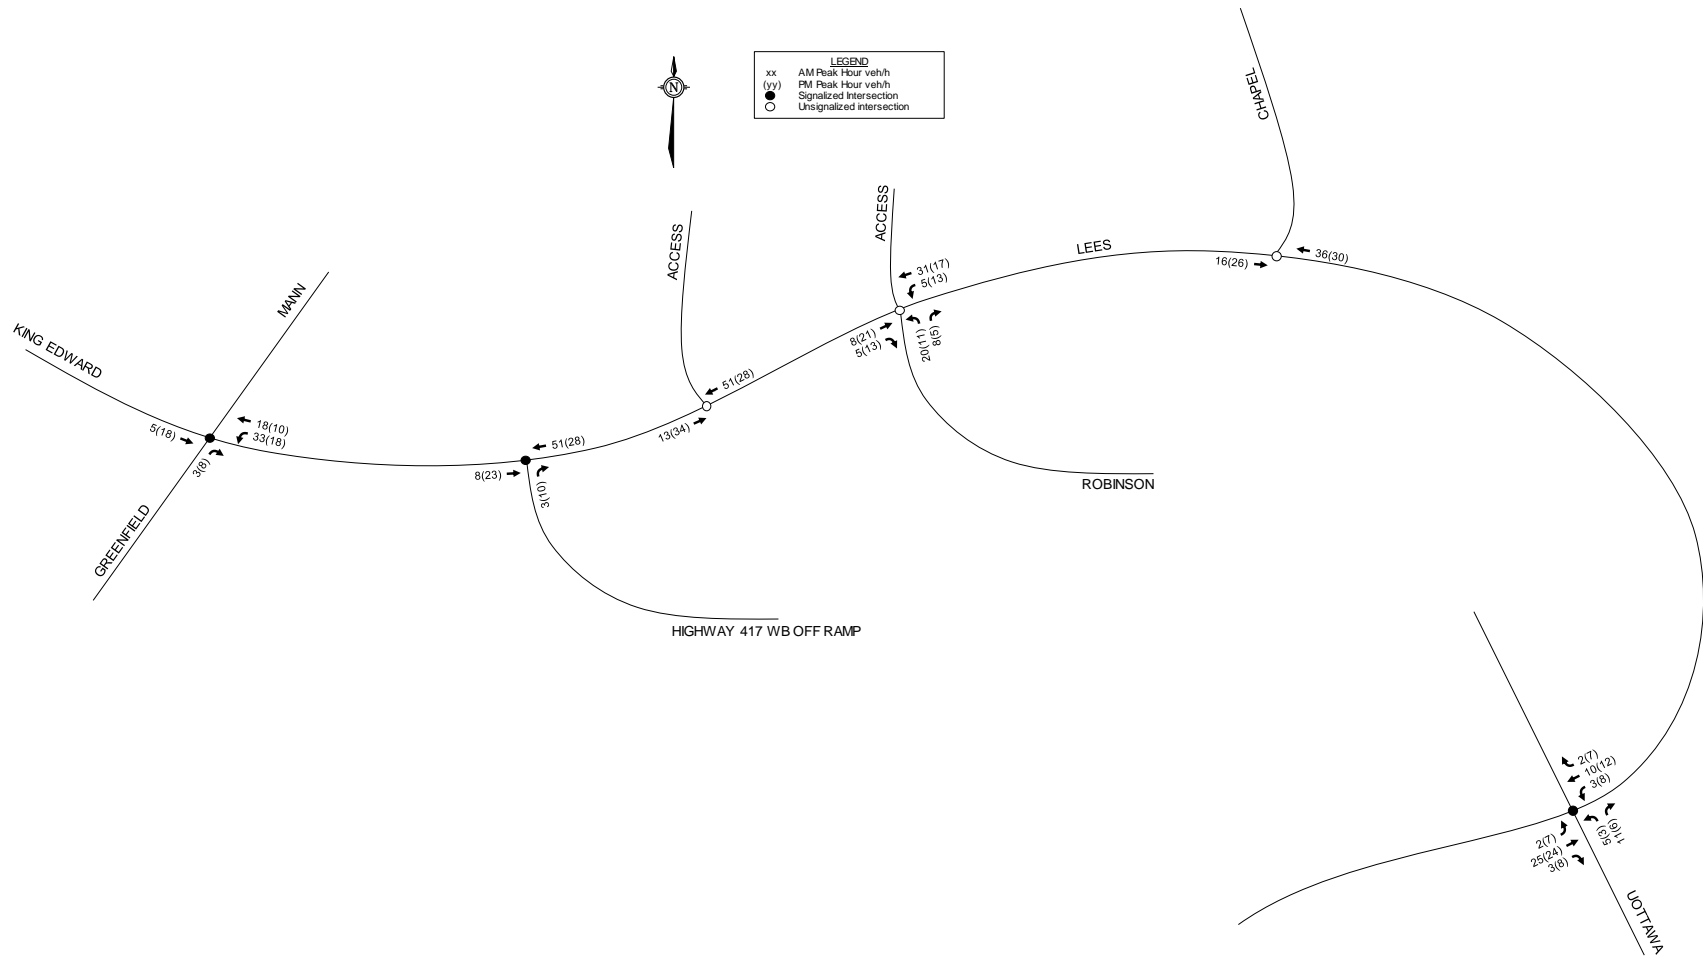 LEGEND
xx AM Peak Hour veh/h
(yy) PM Peak Hour veh/h
Signalized Intersection
Unsignalized intersection
N
CHAPEL
ACCESS
ACCESS
LEES
36(30)
16(26)
31(17)
5(13)
8(21)
5(13)
20(11)
8(5)
MANN
KING EDWARD
51(28)
13(34)
18(10)
33(18)
5(18)
3(8)
51(28)
8(23)
3(10)
ROBINSON
GREENFIELD
HIGHWAY 417 WB OFF RAMP
2(7)
10(12)
3(8)
2(7)
25(24)
3(8)
5(3)
11(6)
UOTTAWA